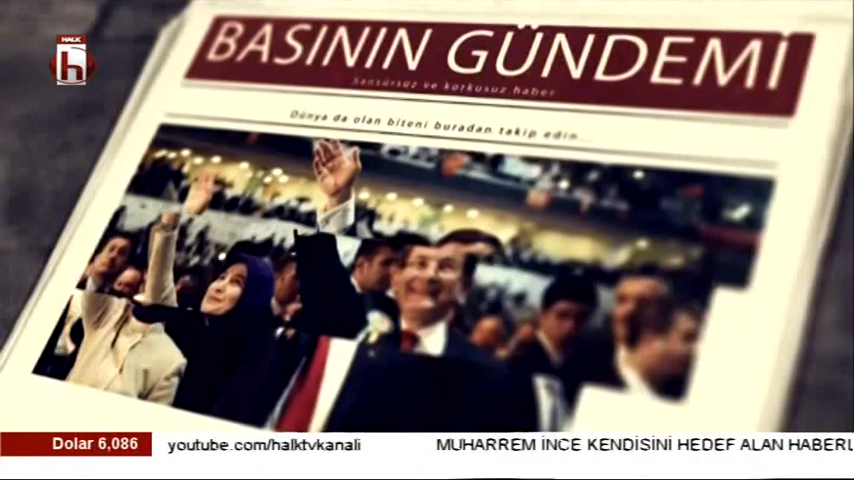 HALK
h
BASININ GÜNDEMİ
Sansürsüz ve korkusuz haber
Dünya da olan biteni buradan takip edin...
Dolar 6,086
youtube.com/halktvkanali
MUHARREM İNCE KENDİSİNİ HEDEF ALAN HABERL